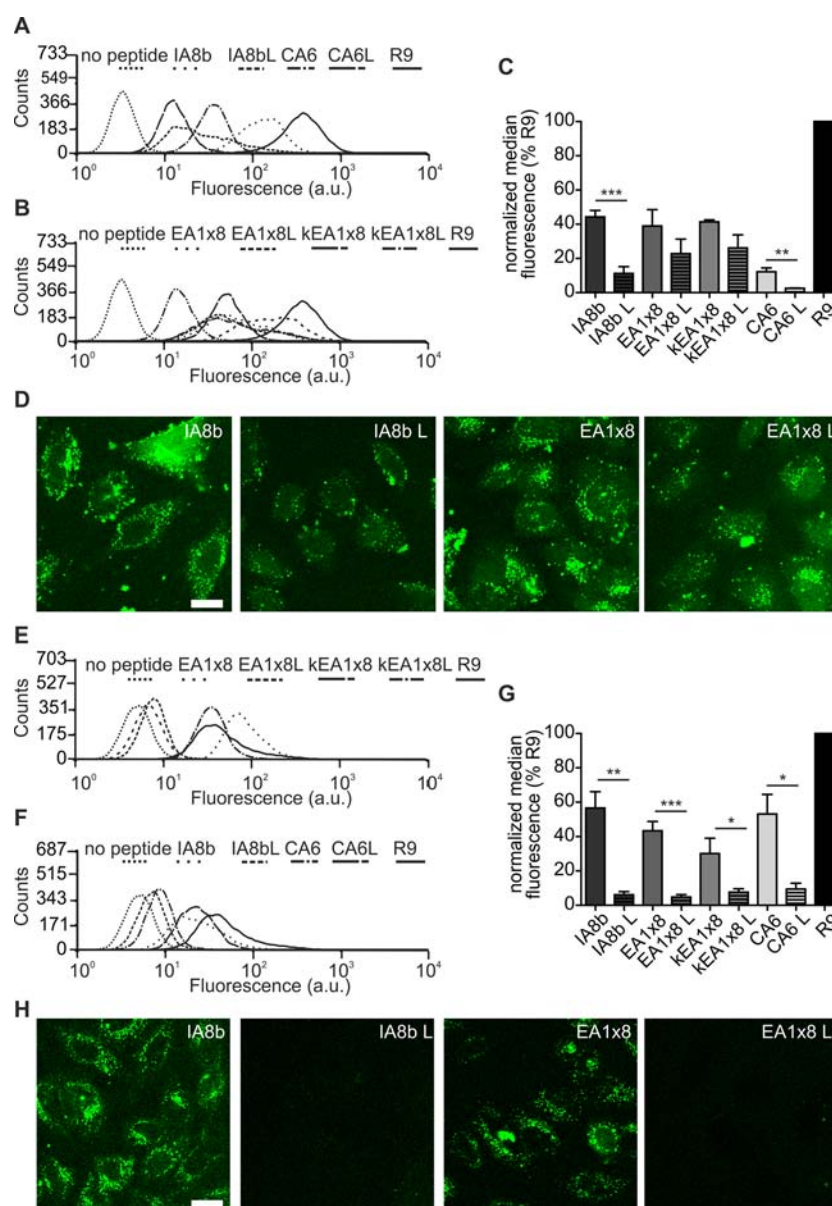 A
no peptide IA8b IA8bL CA6 CA6L R9
Counts
733
549
366
183
0
10⁰ 10¹ 10² 10³ 10⁴
Fluorescence (a.u.)
B
no peptide EA1x8 EA1x8L kEA1x8 kEA1x8L R9
Counts
733
549
366
183
0
10⁰ 10¹ 10² 10³ 10⁴
Fluorescence (a.u.)
C
normalized median
fluorescence (% R9)
100
80
60
40
20
0
*** **
IA8b IA8b L EA1x8 EA1x8 L kEA1x8 kEA1x8 L CA6 CA6 L R9
D
IA8b IA8b L EA1x8 EA1x8 L
E
no peptide EA1x8 EA1x8L kEA1x8 kEA1x8L R9
Counts
703
527
351
175
0
10⁰ 10¹ 10² 10³ 10⁴
Fluorescence (a.u.)
F
no peptide IA8b IA8bL CA6 CA6L R9
Counts
687
515
343
171
0
10⁰ 10¹ 10² 10³ 10⁴
Fluorescence (a.u.)
G
normalized median
fluorescence (% R9)
100
80
60
40
20
0
** *** * *
IA8b IA8b L EA1x8 EA1x8 L kEA1x8 kEA1x8 L CA6 CA6 L R9
H
IA8b IA8b L EA1x8 EA1x8 L